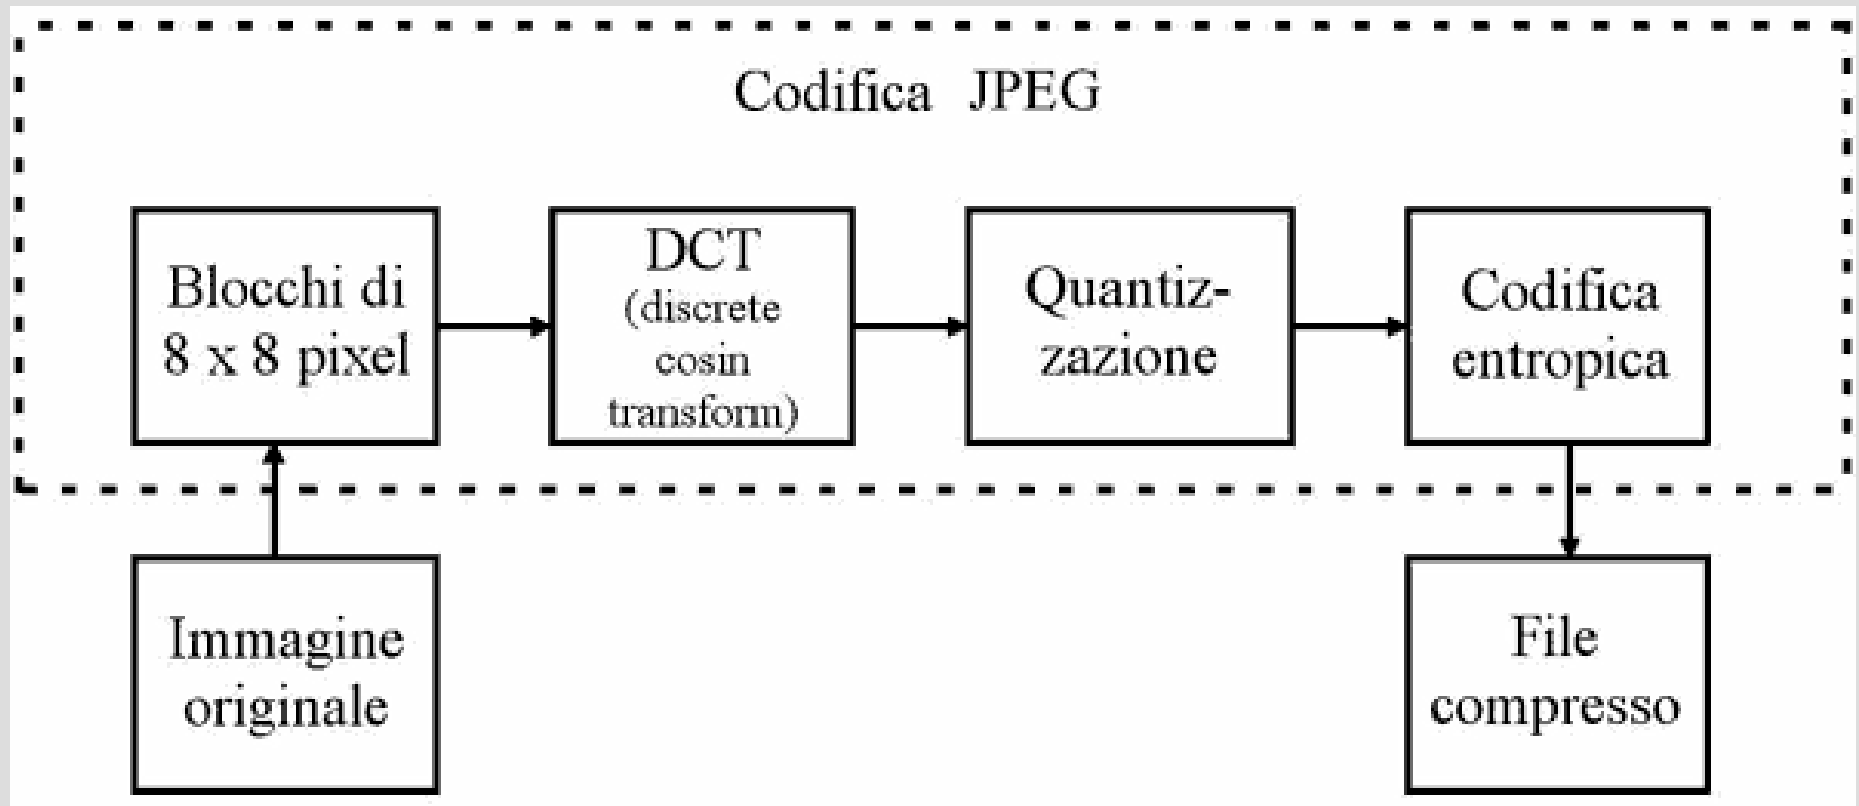 Codifica JPEG
Blocchi di
8 x 8 pixel
DCT
(discrete
cosin
transform)
Quantiz-
zazione
Codifica
entropica
Immagine
originale
File
compresso